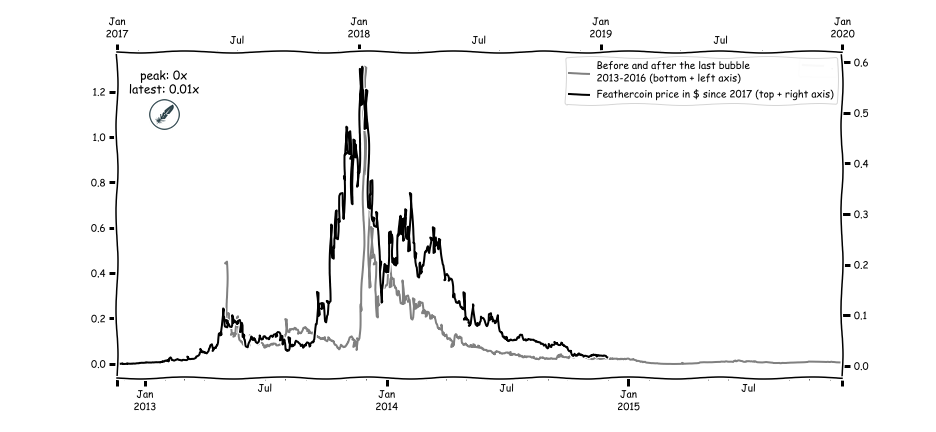 Jan Jan Jan Jan
2017 2018 2019 2020
Jul Jul Jul
peak: 0x
latest: 0.01x
Before and after the last bubble
2013-2016 (bottom + left axis)
Feathercoin price in $ since 2017 (top + right axis)
1.2
1.0
0.8
0.6
0.4
0.2
0.0
0.6
0.5
0.4
0.3
0.2
0.1
0.0
Jan Jul Jan Jul Jan Jul
2013 2014 2015